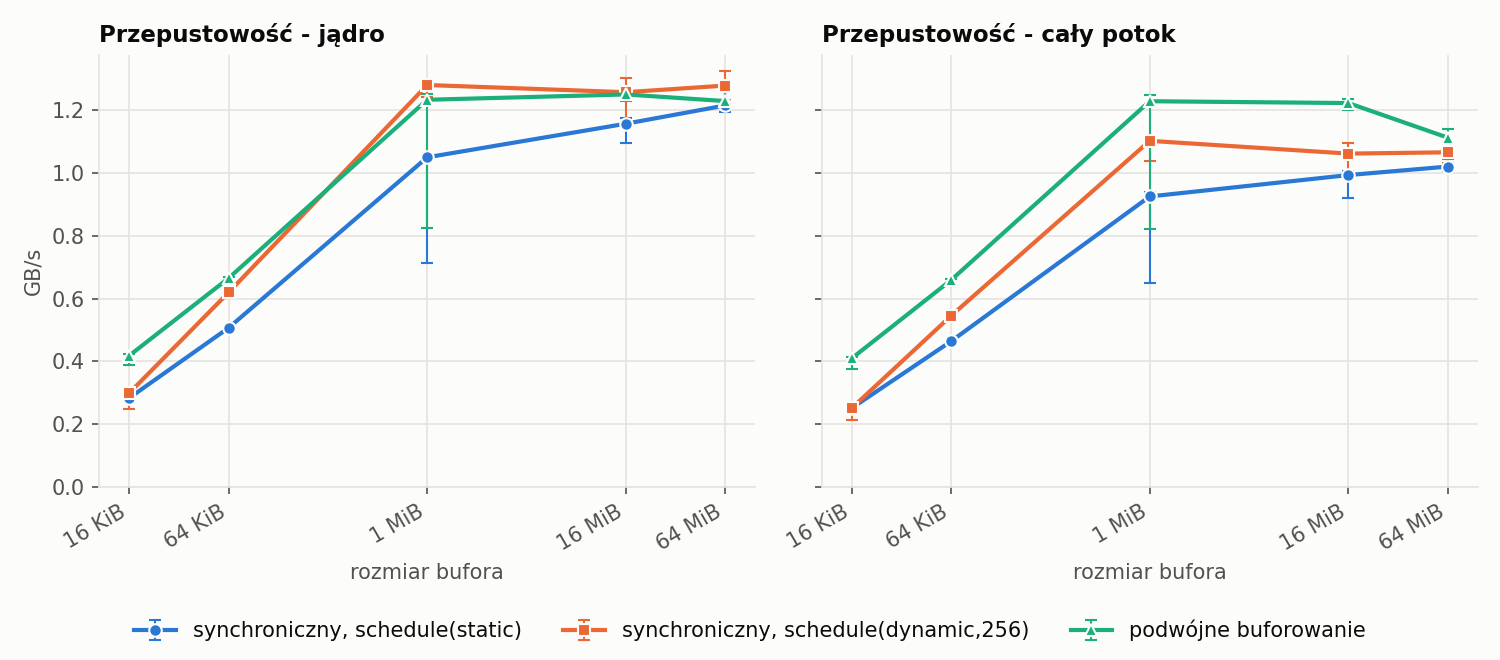 Przepustowość - jądro
Przepustowość - cały potok
GB/s
1.2
1.0
0.8
0.6
0.4
0.2
0.0
16 KiB
64 KiB
1 MiB
16 MiB
64 MiB
rozmiar bufora
16 KiB
64 KiB
1 MiB
16 MiB
64 MiB
rozmiar bufora
synchroniczny, schedule(static)
synchroniczny, schedule(dynamic,256)
podwójne buforowanie